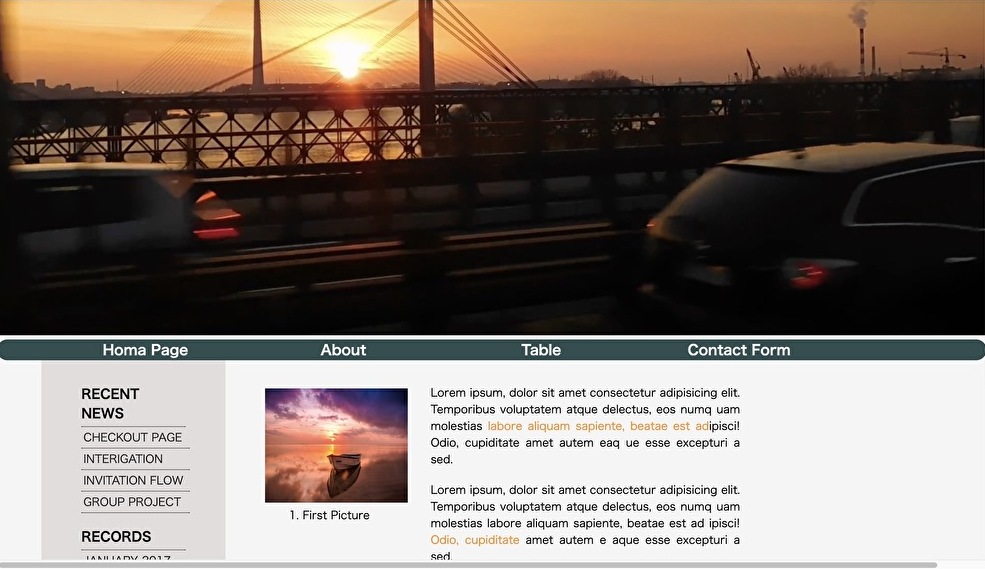 Homa Page About Table Contact Form
RECENT
NEWS
CHECKOUT PAGE
INTERIGATION
INVITATION FLOW
GROUP PROJECT
RECORDS
JANUARY 2017
1. First Picture
Lorem ipsum, dolor sit amet consectetur adipisicing elit.
Temporibus voluptatem atque delectus, eos numq uam
molestias labore aliquam sapiente, beatae est adipisci!
Odio, cupiditate amet autem eaq ue esse excepturi a
sed.
Lorem ipsum, dolor sit amet consectetur adipisicing elit.
Temporibus voluptatem atque delectus, eos numq uam
molestias labore aliquam sapiente, beatae est ad ipisci!
Odio, cupiditate amet autem e aque esse excepturi a
sed.